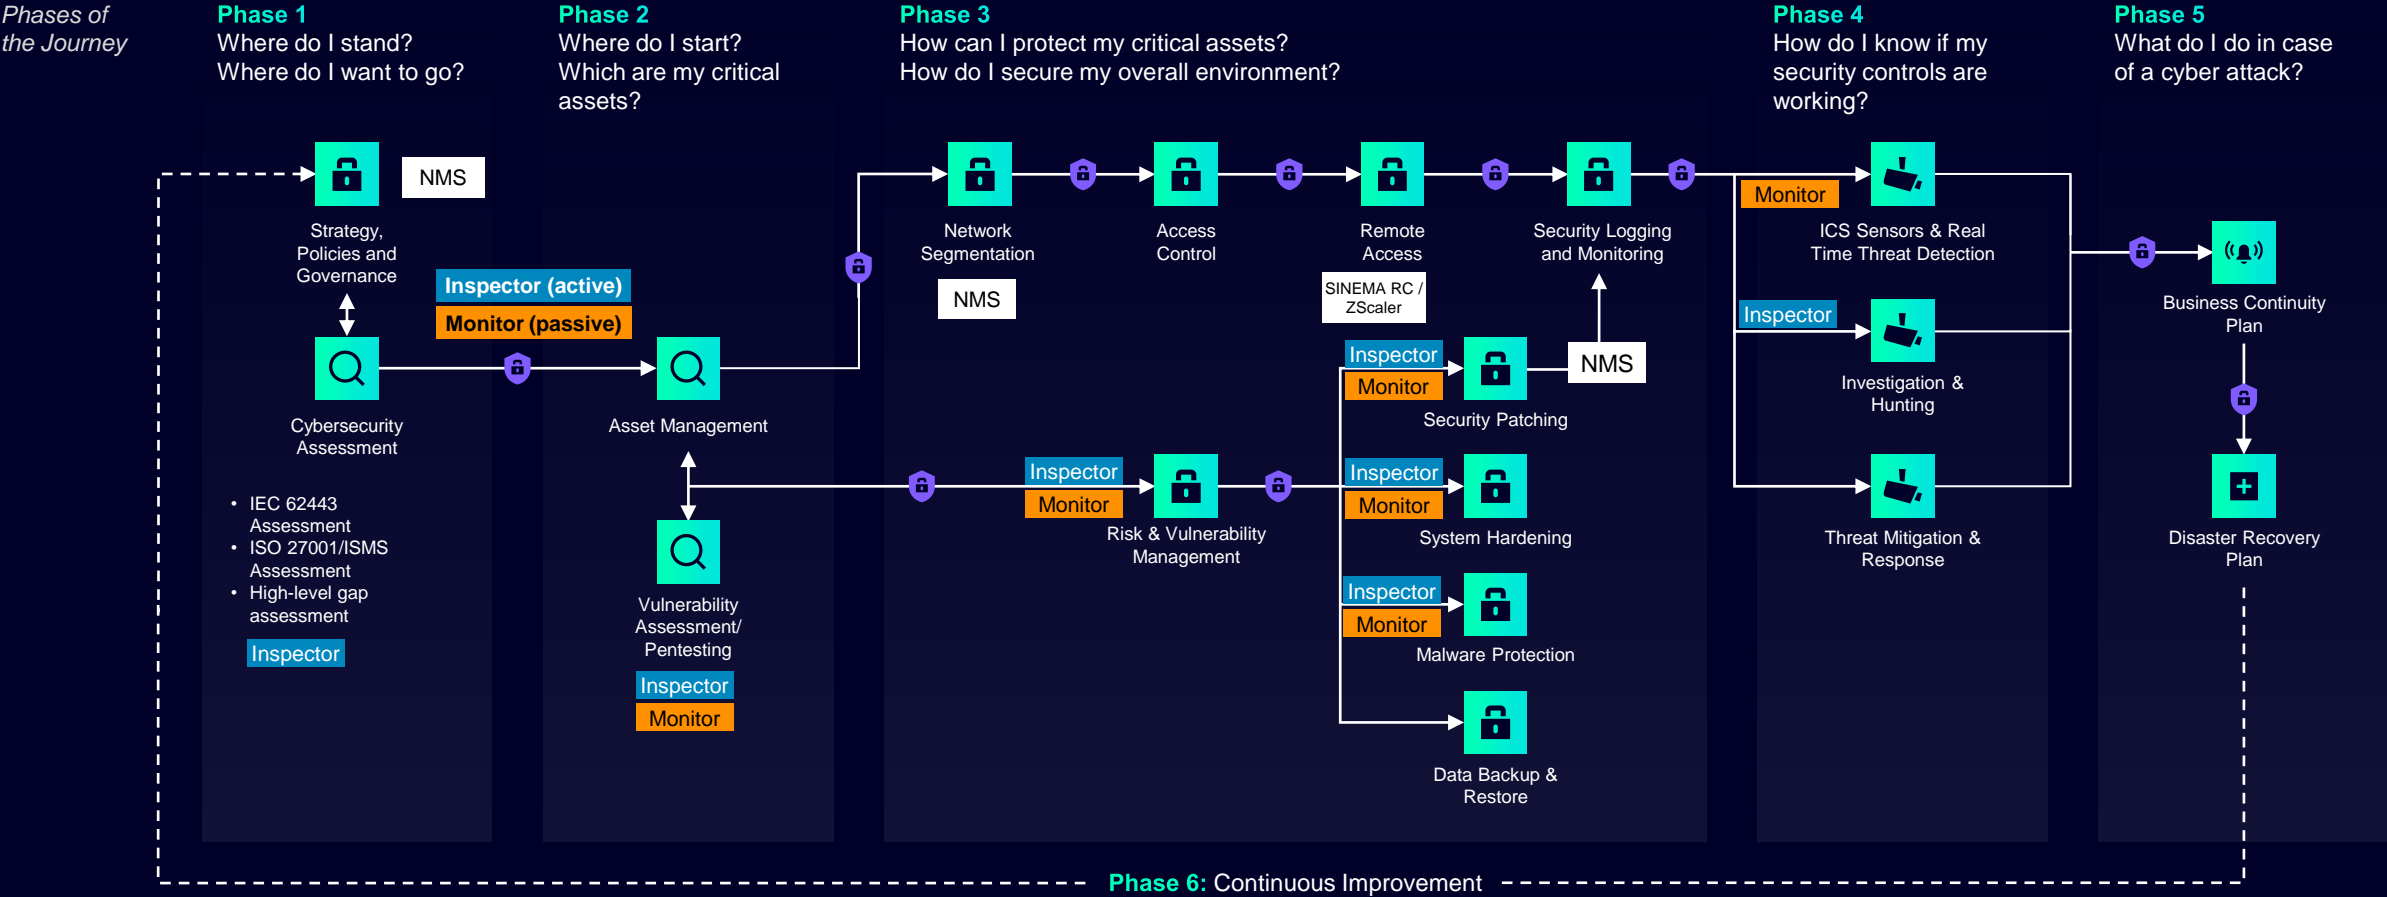 Phases of
the Journey
Phase 1
Where do I stand?
Where do I want to go?
Phase 2
Where do I start?
Which are my critical
assets?
Phase 3
How can I protect my critical assets?
How do I secure my overall environment?
Phase 4
How do I know if my
security controls are
working?
Phase 5
What do I do in case
of a cyber attack?
NMS
Strategy,
Policies and
Governance
Inspector (active)
Monitor (passive)
Cybersecurity
Assessment
• IEC 62443
Assessment
• ISO 27001/ISMS
Assessment
• High-level gap
assessment
Inspector
Asset Management
Vulnerability
Assessment/
Pentesting
Inspector
Monitor
Network
Segmentation
NMS
Access
Control
Remote
Access
SINEMA RC /
ZScaler
Security Logging
and Monitoring
NMS
Inspector
Monitor
Risk & Vulnerability
Management
Inspector
Monitor
Security Patching
Inspector
Monitor
System Hardening
Inspector
Monitor
Malware Protection
Data Backup &
Restore
Monitor
ICS Sensors & Real
Time Threat Detection
Inspector
Investigation &
Hunting
Threat Mitigation &
Response
Business Continuity
Plan
Disaster Recovery
Plan
Phase 6: Continuous Improvement